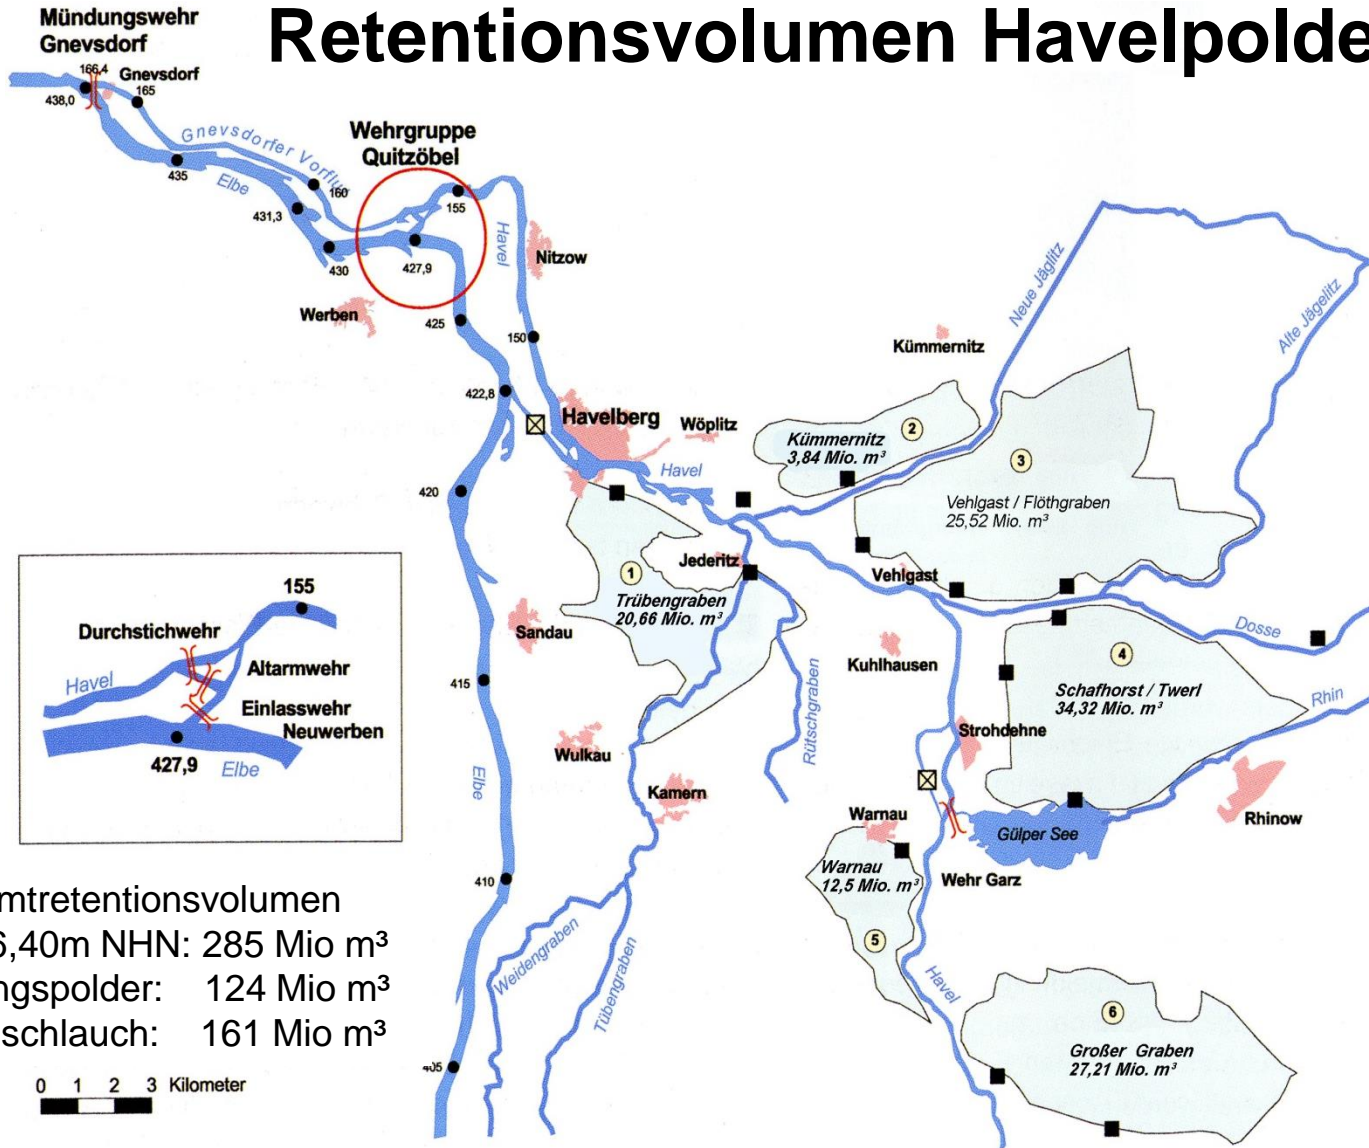 Retentionsvolumen Havelpolde
Mündungswehr
Gnevsdorf
166,4
Gnevsdorf
438,0
165
Gnevsdorfer Vorflut
435
Elbe
160
431,3
430
Wehrgruppe
Quitzöbel
155
427,9
Havel
Nitzow
Werben
425
150
422,8
Havelberg
Wöplitz
Havel
420
Kümmernitz
Neue Jäglitz
Alte Jägelitz
Kümmernitz
3,84 Mio. m³
2
3
Vehlgast / Flöthgraben
25,52 Mio. m³
Jederitz
1
Trübengraben
20,66 Mio. m³
Vehlgast
Dosse
Sandau
Kuhlhausen
4
Schafhorst / Twerl
34,32 Mio. m³
Rhin
415
Rütschgraben
Strohdehne
Wulkau
Elbe
Kamern
Warnau
Gülper See
Rhinow
Warnau
12,5 Mio. m³
Wehr Garz
5
410
Weidengraben
Tübengraben
Havel
6
Großer Graben
27,21 Mio. m³
405
155
Durchstichwehr
Altarmwehr
Havel
Einlasswehr
Neuwerben
427,9
Elbe
mtretentionsvolumen
6,40m NHN: 285 Mio m³
ngspolder: 124 Mio m³
schlauch: 161 Mio m³
0 1 2 3 Kilometer